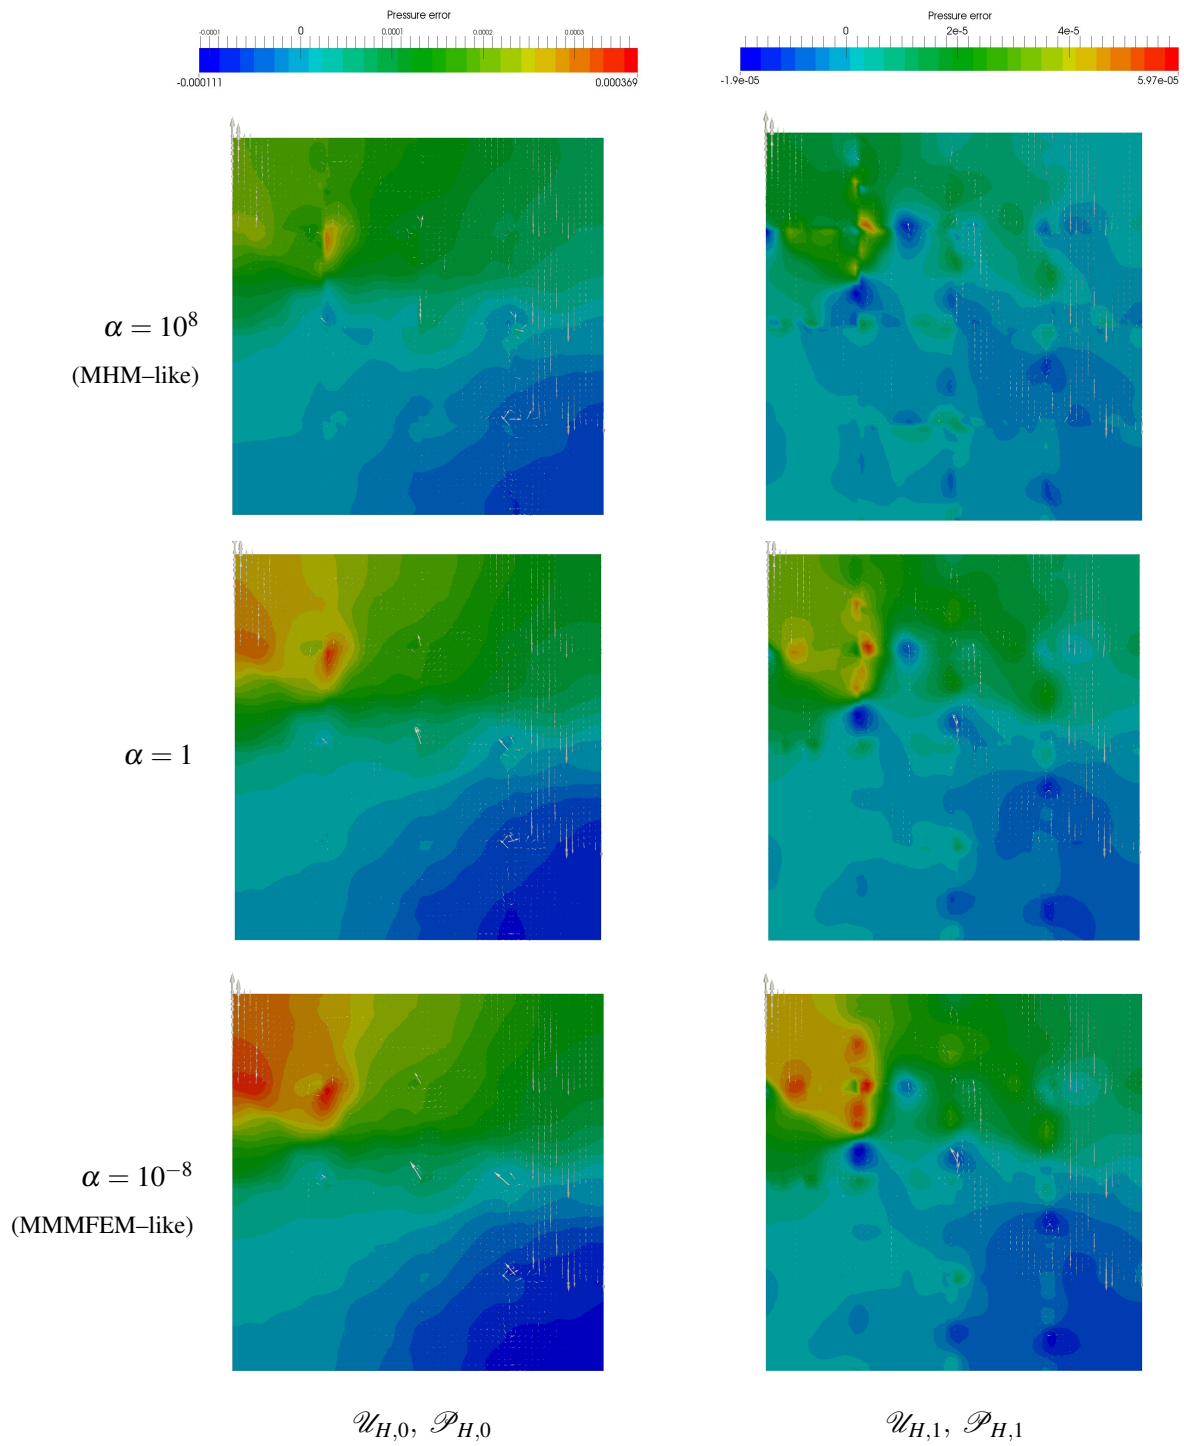 Pressure error
-0.0001 0 0.0001 0.0002 0.0003
-0.000111 0.000369
Pressure error
0 2e-5 4e-5
-1.9e-05 5.97e-05
α = 10⁸
(MHM–like)
α = 1
α = 10⁻⁸
(MMMFEM–like)
𝒰_{H,0}, 𝒫_{H,0}
𝒰_{H,1}, 𝒫_{H,1}